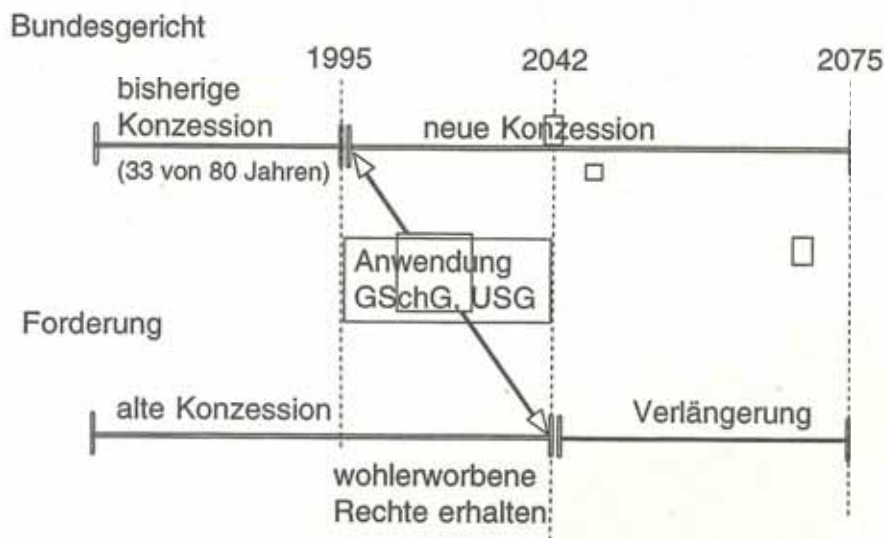 Bundesgericht
1995 2042 2075
bisherige
Konzession
neue Konzession
(33 von 80 Jahren)
Anwendung
GSchG, USG
Forderung
alte Konzession
Verlängerung
wohlerworbene
Rechte erhalten